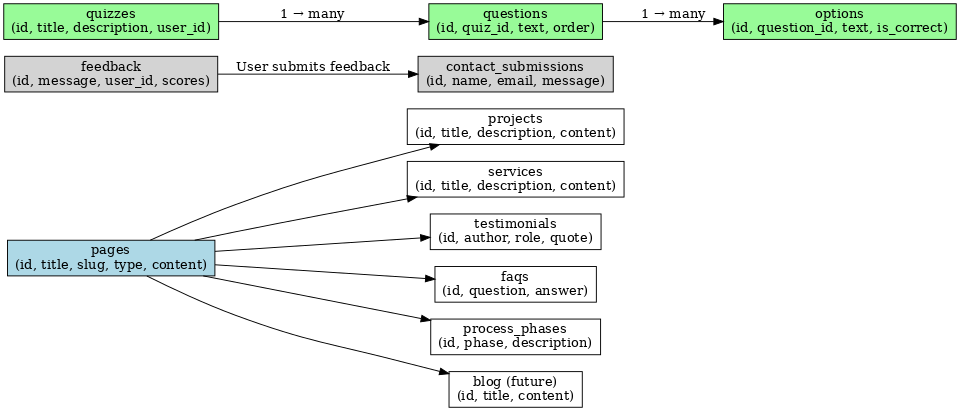 quizzes
(id, title, description, user_id)
1 → many
questions
(id, quiz_id, text, order)
1 → many
options
(id, question_id, text, is_correct)
feedback
(id, message, user_id, scores)
User submits feedback
contact_submissions
(id, name, email, message)
projects
(id, title, description, content)
services
(id, title, description, content)
testimonials
(id, author, role, quote)
pages
(id, title, slug, type, content)
faqs
(id, question, answer)
process_phases
(id, phase, description)
blog (future)
(id, title, content)